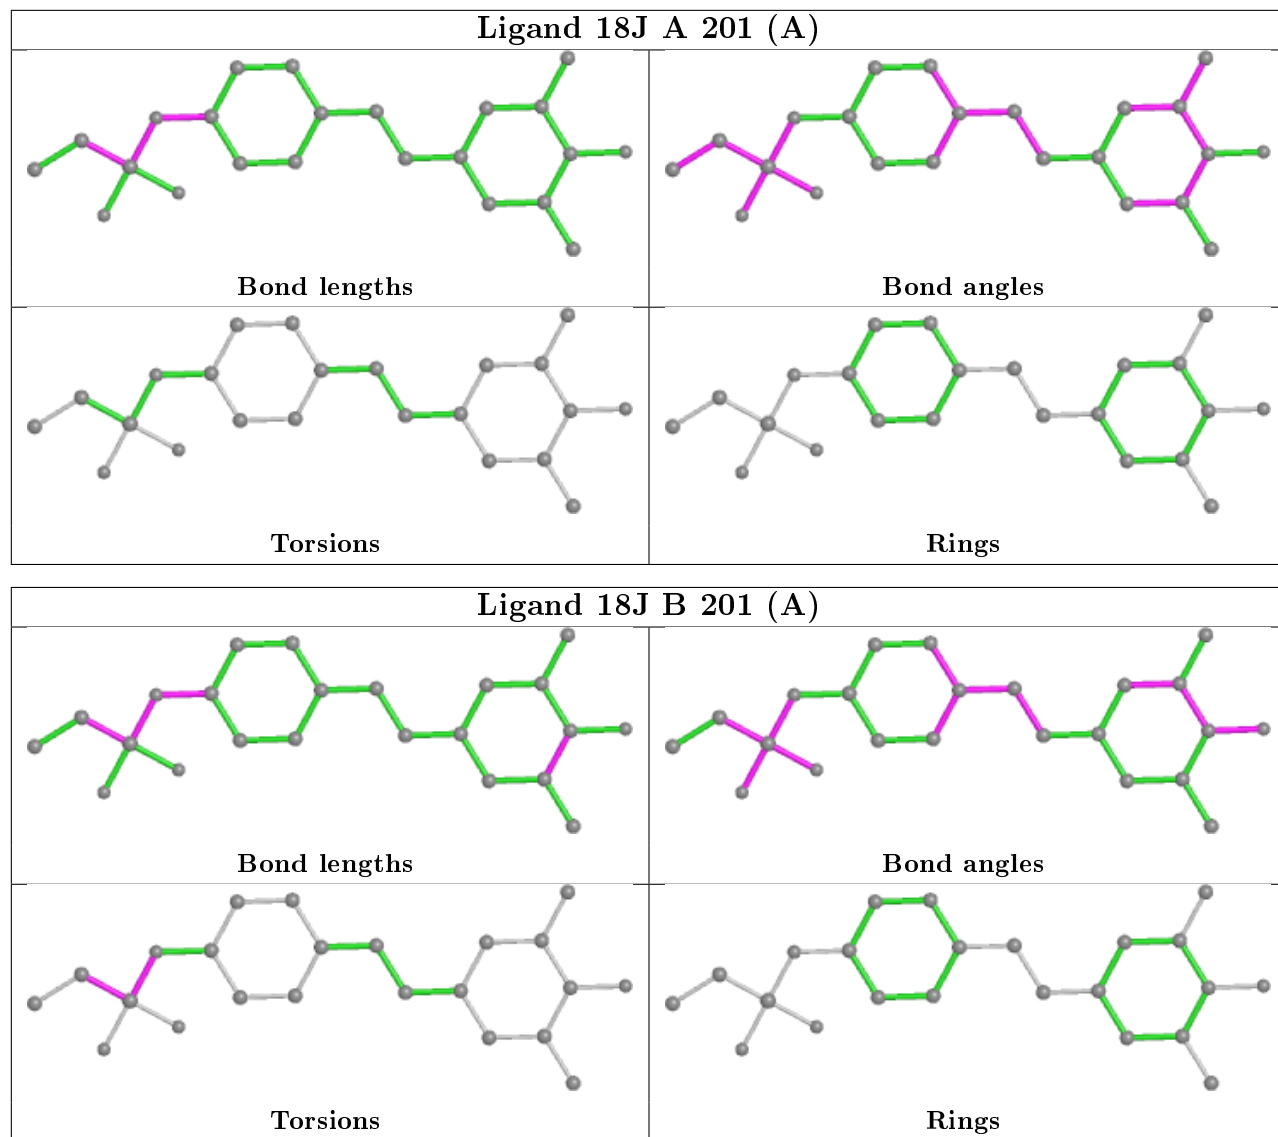 Ligand 18J A 201 (A)
Bond lengths
Bond angles
Torsions
Rings
Ligand 18J B 201 (A)
Bond lengths
Bond angles
Torsions
Rings